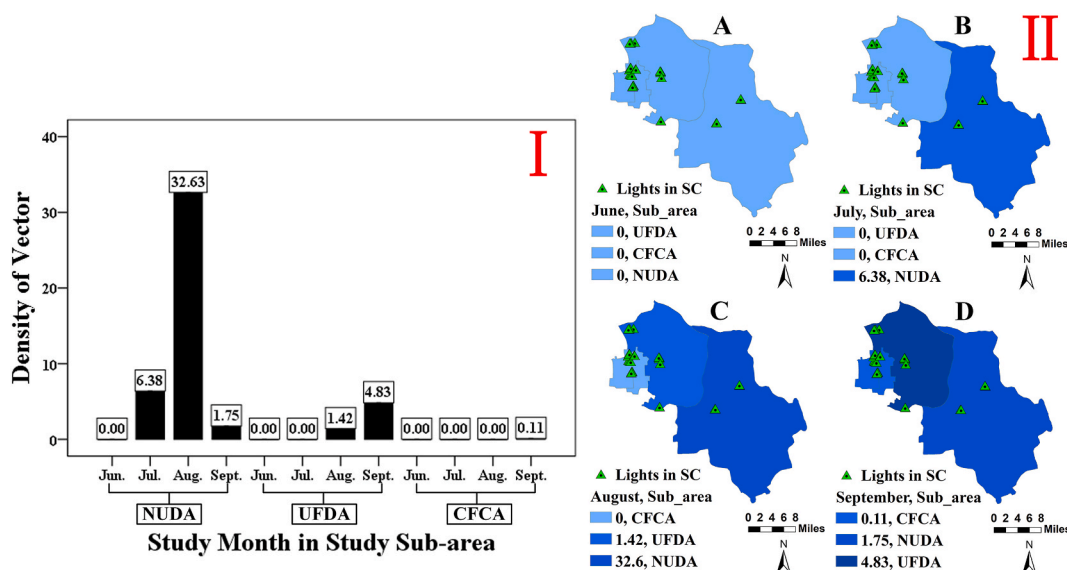 I
Density of Vector
40
30
20
10
0
0.00
6.38
32.63
1.75
0.00
0.00
1.42
4.83
0.00
0.00
0.00
0.11
Jun. Jul. Aug. Sept. Jun. Jul. Aug. Sept. Jun. Jul. Aug. Sept.
NUDA UFDA CFCA
Study Month in Study Sub-area
II
A
Lights in SC
June, Sub_area
0, UFDA
0, CFCA
0, NUDA
0 2 4 6 8
Miles
N
B
Lights in SC
July, Sub_area
0, UFDA
0, CFCA
6.38, NUDA
0 2 4 6 8
Miles
N
C
Lights in SC
August, Sub_area
0, CFCA
1.42, UFDA
32.6, NUDA
0 2 4 6 8
Miles
N
D
Lights in SC
September, Sub_area
0.11, CFCA
1.75, NUDA
4.83, UFDA
0 2 4 6 8
Miles
N